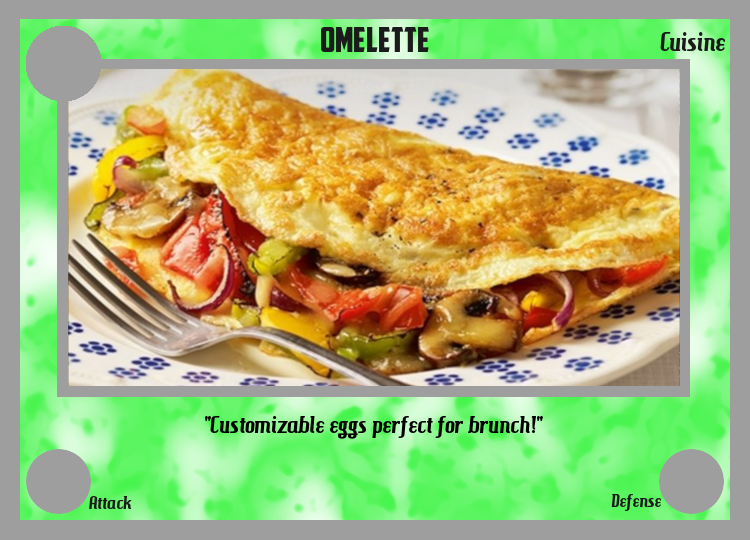 OMELETTE
Cuisine
"Customizable eggs perfect for brunch!"
Attack
Defense